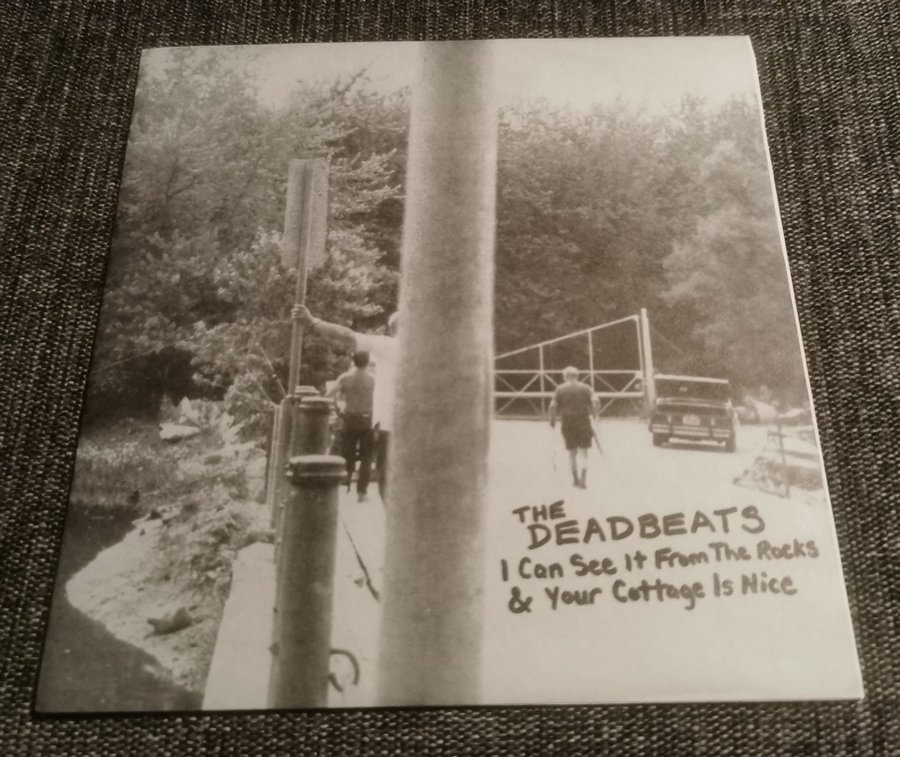 THE
DEADBEATS
I Can See It From The Rocks
& Your Cottage Is Nice